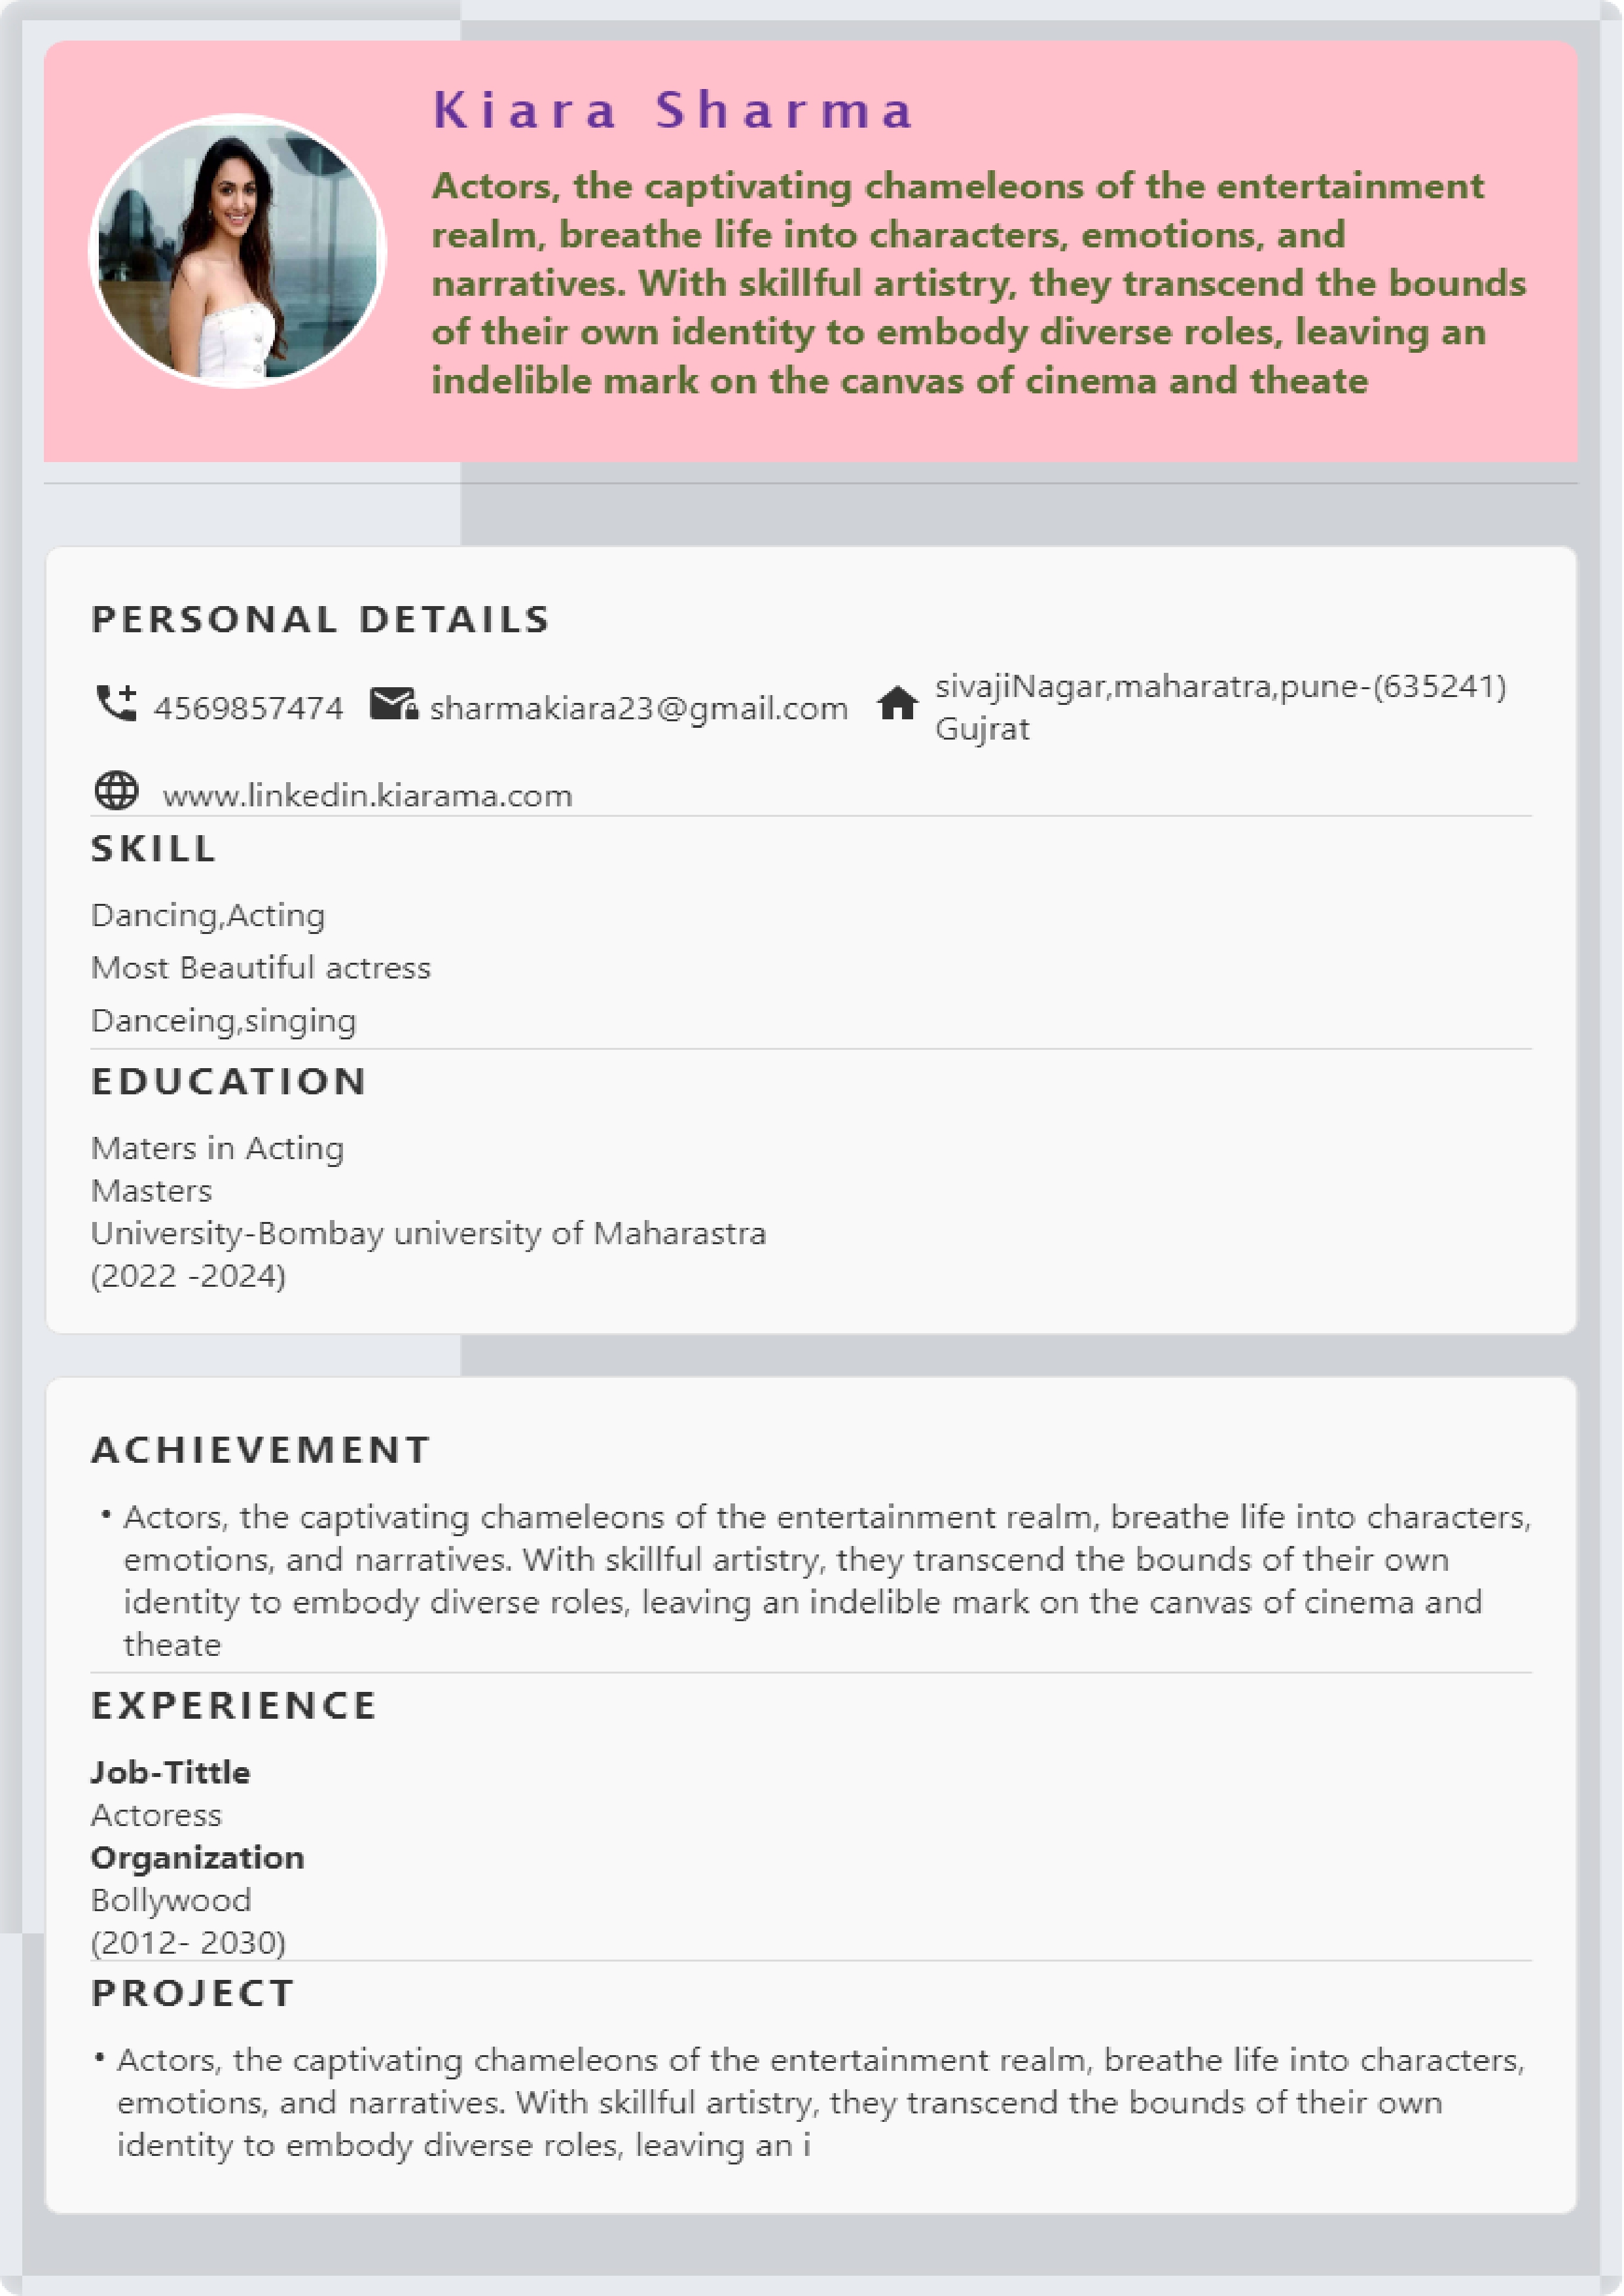 Kiara Sharma
Actors, the captivating chameleons of the entertainment
realm, breathe life into characters, emotions, and
narratives. With skillful artistry, they transcend the bounds
of their own identity to embody diverse roles, leaving an
indelible mark on the canvas of cinema and theate
PERSONAL DETAILS
4569857474 sharmakiara23@gmail.com sivajiNagar,maharatra,pune-(635241)
Gujrat
www.linkedin.kiarama.com
SKILL
Dancing,Acting
Most Beautiful actress
Danceing,singing
EDUCATION
Maters in Acting
Masters
University-Bombay university of Maharastra
(2022 -2024)
ACHIEVEMENT
• Actors, the captivating chameleons of the entertainment realm, breathe life into characters,
emotions, and narratives. With skillful artistry, they transcend the bounds of their own
identity to embody diverse roles, leaving an indelible mark on the canvas of cinema and
theate
EXPERIENCE
Job-Tittle
Actoress
Organization
Bollywood
(2012- 2030)
PROJECT
• Actors, the captivating chameleons of the entertainment realm, breathe life into characters,
emotions, and narratives. With skillful artistry, they transcend the bounds of their own
identity to embody diverse roles, leaving an i